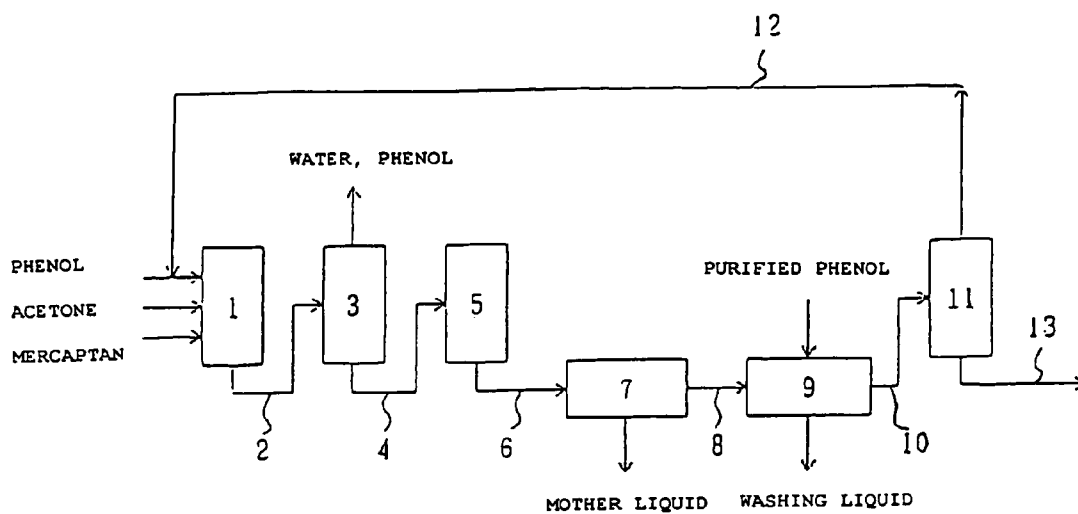 12
WATER, PHENOL
PHENOL
ACETONE
MERCAPTAN
PURIFIED PHENOL
1
3
5
11
7
9
13
2
4
6
8
10
MOTHER LIQUID
WASHING LIQUID